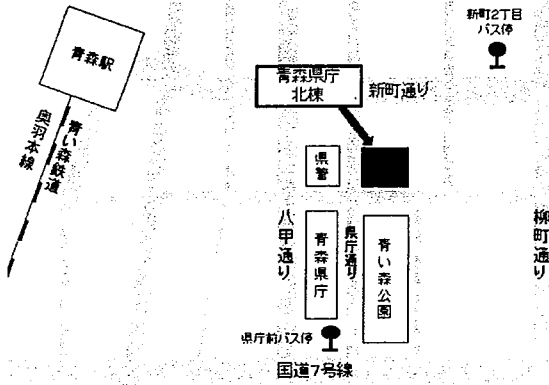 新町2丁目
バス停
青森駅
青森県庁
北棟
新町通り
奥羽本線
青い森鉄道
県警
八甲通り
青森県庁
県庁通り
青い森公園
柳町通り
県庁前バス停
国道7号線